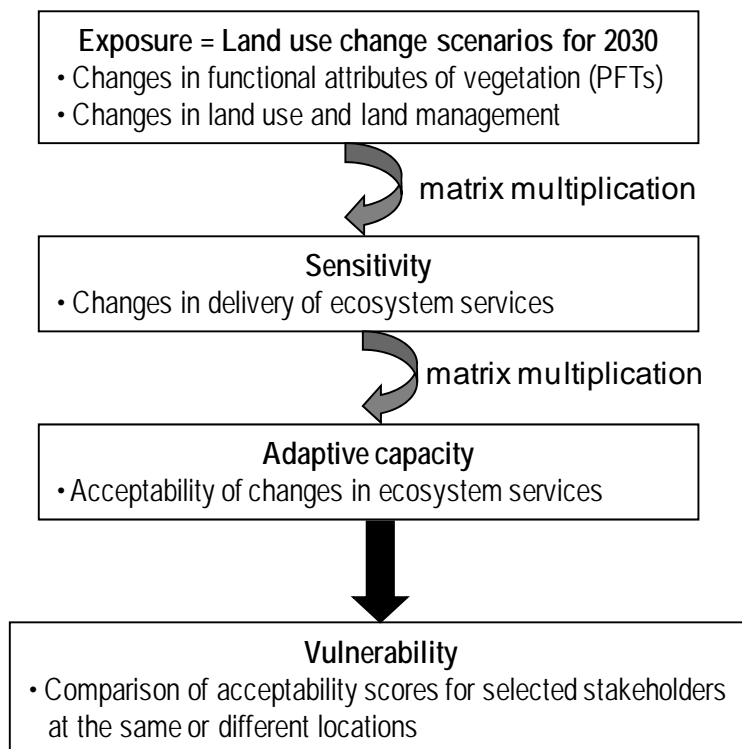 Exposure = Land use change scenarios for 2030
• Changes in functional attributes of vegetation (PFTs)
• Changes in land use and land management
matrix multiplication
Sensitivity
• Changes in delivery of ecosystem services
matrix multiplication
Adaptive capacity
• Acceptability of changes in ecosystem services
Vulnerability
• Comparison of acceptability scores for selected stakeholders
at the same or different locations